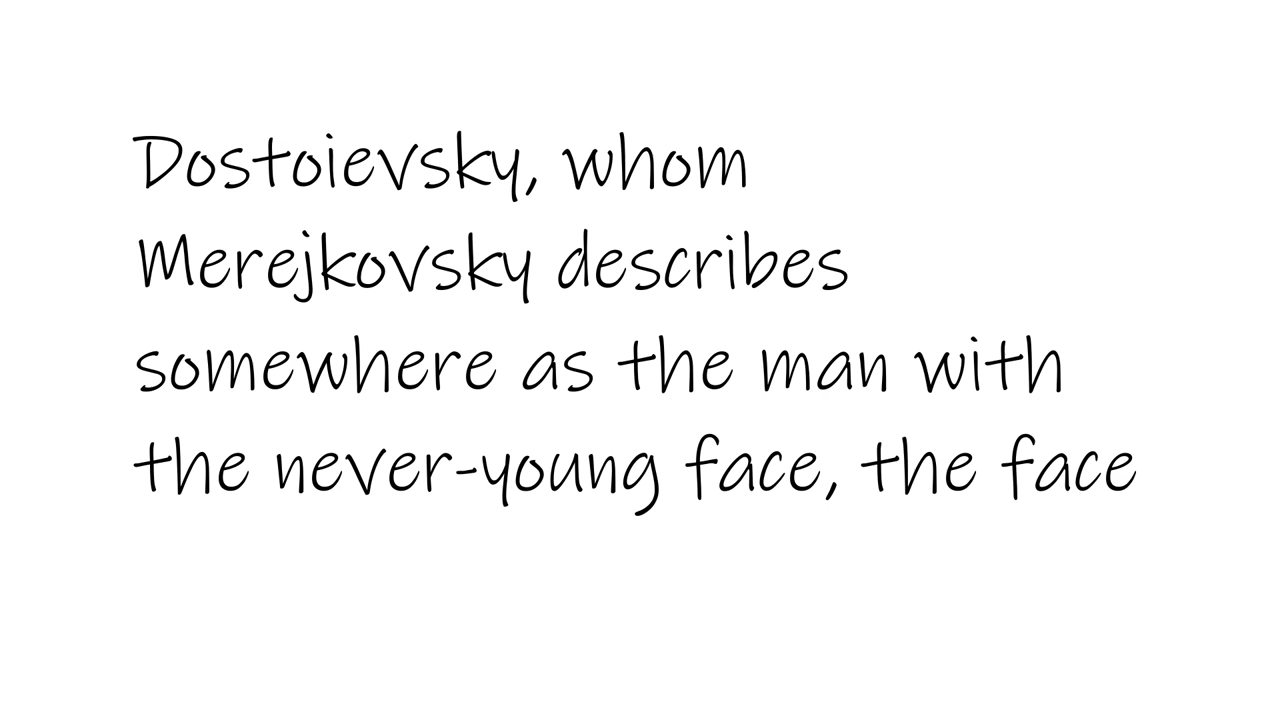 Dostoievsky, whom
Merejkovsky describes
somewhere as the man with
the never-young face, the face